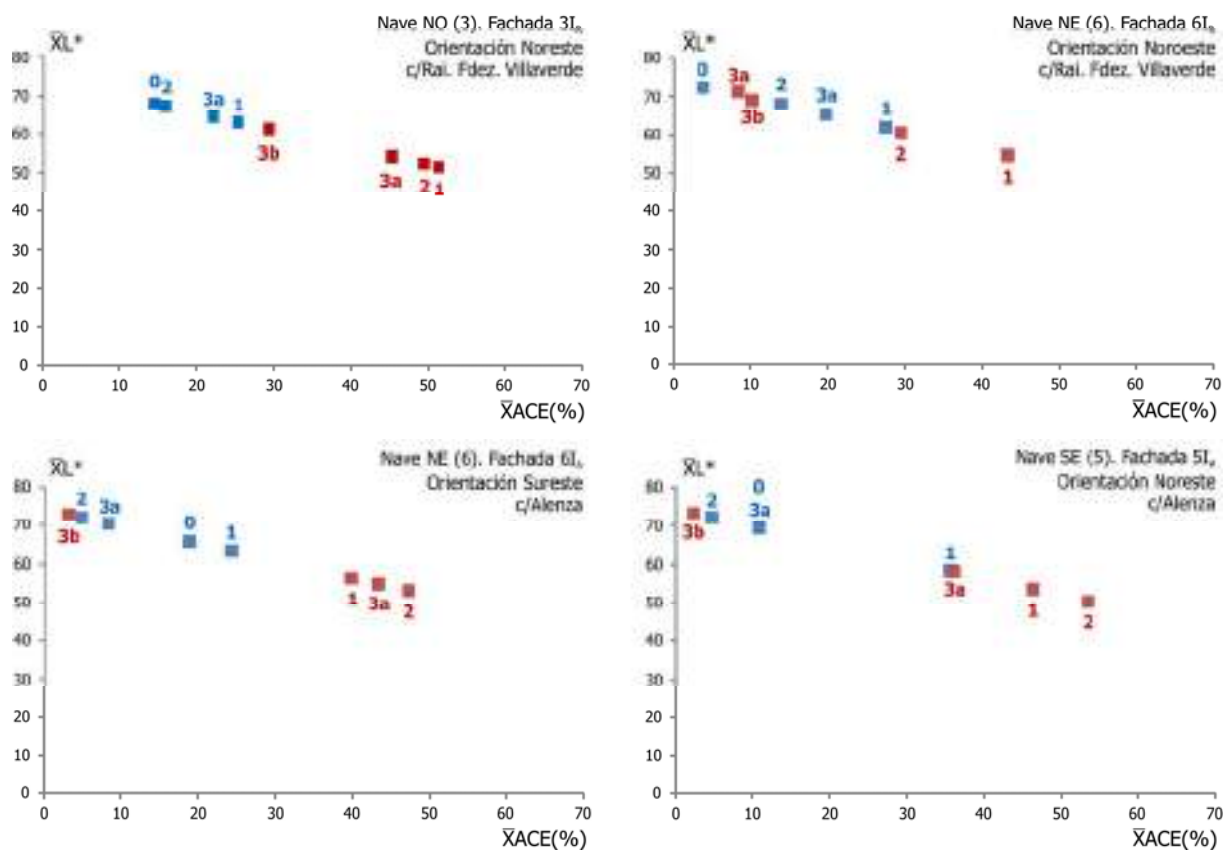 Nave NO (3). Fachada 3I
X̅L*
Orientación Noreste
c/Rai. Fdez. Villaverde
80
70
60
50
40
30
20
10
0
0 2
3a 1
3b
3a
2 1
0 10 20 30 40 50 60 70
X̅ACE(%)
Nave NE (6). Fachada 6I
X̅L*
Orientación Noroeste
c/Rai. Fdez. Villaverde
80
70
60
50
40
30
20
10
0
0 3a 2 3a 1
3b
2
1
0 10 20 30 40 50 60 70
X̅ACE(%)
Nave NE (6). Fachada 6I
X̅L*
Orientación Sureste
c/Alenza
80
70
60
50
40
30
20
10
0
2 3a 0 1
3b
1 3a 2
0 10 20 30 40 50 60 70
X̅ACE(%)
Nave SE (5). Fachada 5I
X̅L*
Orientación Noreste
c/Alenza
80
70
60
50
40
30
20
10
0
0
2 3a
3b
1
3a 1 2
0 10 20 30 40 50 60 70
X̅ACE(%)